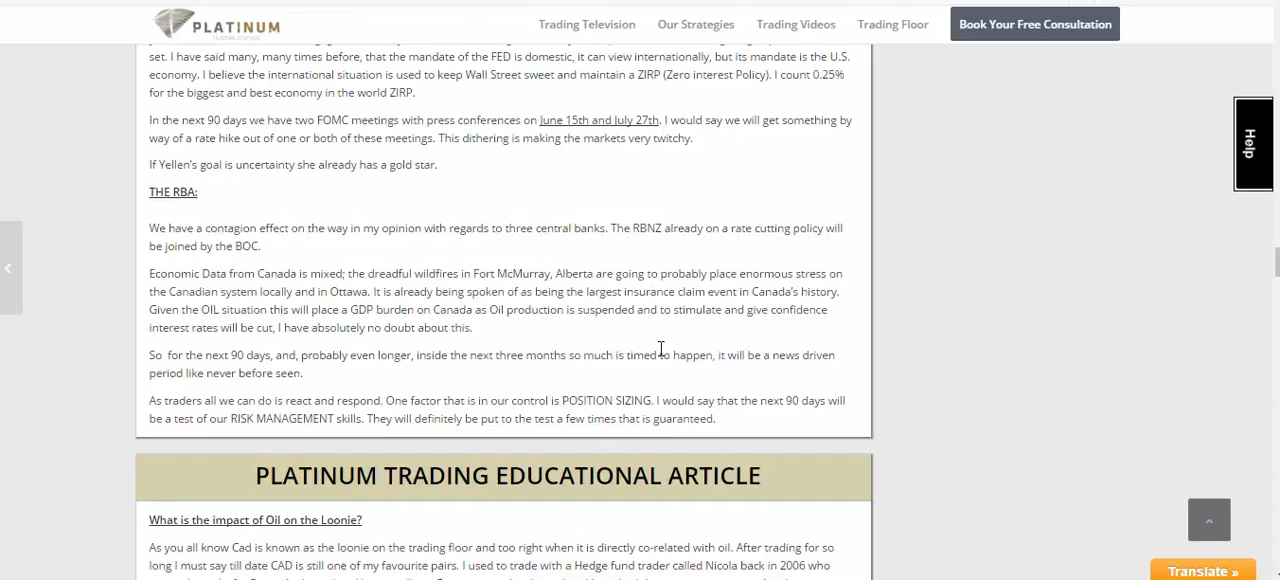 PLATINUM
Trading Television
Our Strategies
Trading Videos
Trading Floor
Book Your Free Consultation
Help
set. I have said many, many times before, that the mandate of the FED is domestic, it can view internationally, but its mandate is the U.S.
economy. I believe the international situation is used to keep Wall Street sweet and maintain a ZIRP (Zero interest Policy). I count 0.25%
for the biggest and best economy in the world ZIRP.
In the next 90 days we have two FOMC meetings with press conferences on June 15th and July 27th. I would say we will get something by
way of a rate hike out of one or both of these meetings. This dithering is making the markets very twitchy.
If Yellen's goal is uncertainty she already has a gold star.
THE RBA:
We have a contagion effect on the way in my opinion with regards to three central banks. The RBNZ already on a rate cutting policy will
be joined by the BOC.
Economic Data from Canada is mixed; the dreadful wildfires in Fort McMurray, Alberta are going to probably place enormous stress on
the Canadian system locally and in Ottawa. It is already being spoken of as being the largest insurance claim event in Canada's history.
Given the OIL situation this will place a GDP burden on Canada as Oil production is suspended and to stimulate and give confidence
interest rates will be cut, I have absolutely no doubt about this.
So for the next 90 days, and, probably even longer, inside the next three months so much is timed to happen, it will be a news driven
period like never before seen.
As traders all we can do is react and respond. One factor that is in our control is POSITION SIZING. I would say that the next 90 days will
be a test of our RISK MANAGEMENT skills. They will definitely be put to the test a few times that is guaranteed.
PLATINUM TRADING EDUCATIONAL ARTICLE
What is the impact of Oil on the Loonie?
As you all know Cad is known as the loonie on the trading floor and too right when it is directly co-related with oil. After trading for so
long I must say till date CAD is still one of my favourite pairs. I used to trade with a Hedge fund trader called Nicola back in 2006 who
Translate »